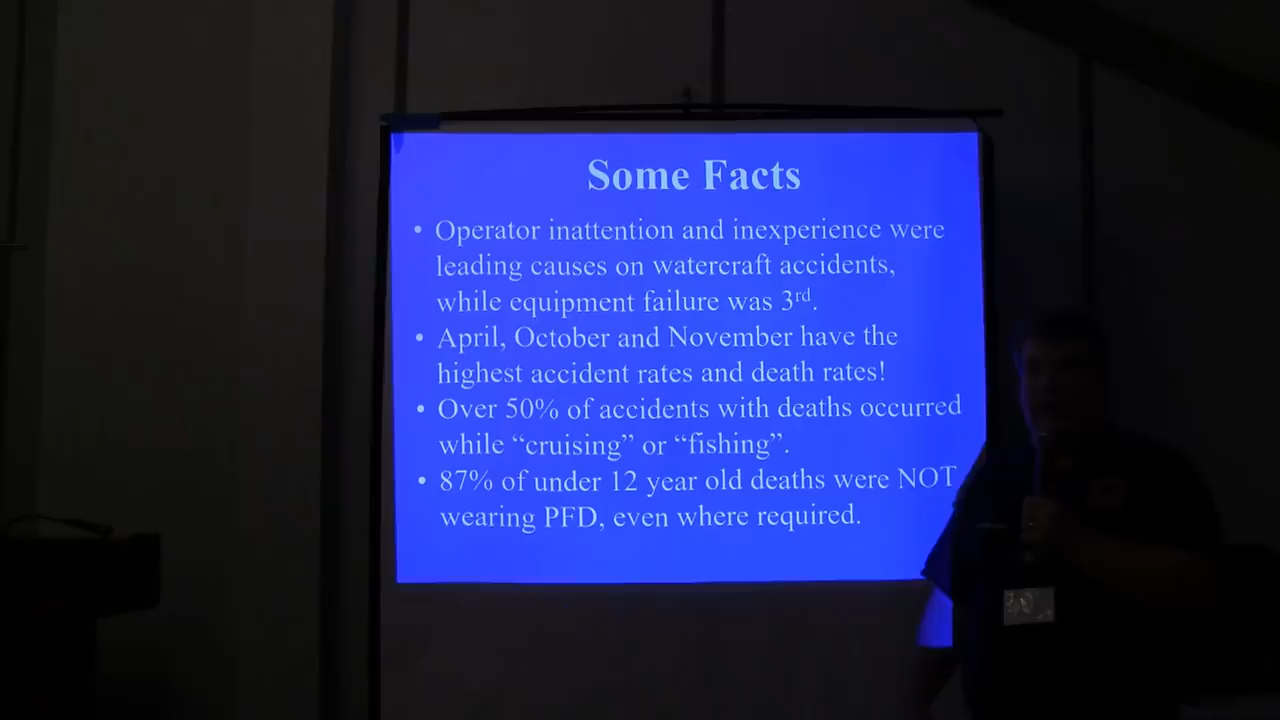 Some Facts
• Operator inattention and inexperience were
leading causes on watercraft accidents,
while equipment failure was 3rd.
• April, October and November have the
highest accident rates and death rates!
• Over 50% of accidents with deaths occurred
while “cruising” or “fishing”.
• 87% of under 12 year old deaths were NOT
wearing PFD, even where required.